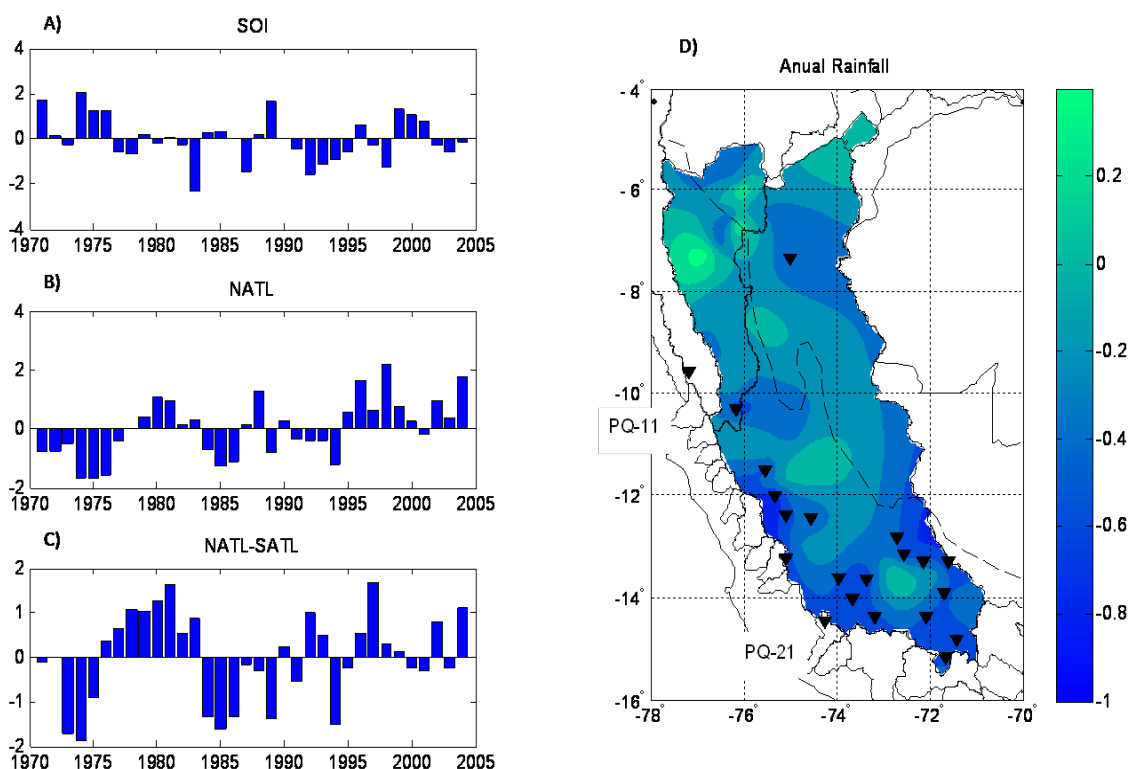 A)
SOI
4
2
0
-2
-4
1970 1975 1980 1985 1990 1995 2000 2005
B)
NATL
4
2
0
-2
1970 1975 1980 1985 1990 1995 2000 2005
C)
NATL-SATL
2
1
0
-1
-2
1970 1975 1980 1985 1990 1995 2000 2005
D)
Anual Rainfall
-4°
-6°
-8°
-10°
-12°
-14°
-16°
-78 -76 -74 -72 -70
PQ-11
PQ-21
0.2
0
-0.2
-0.4
-0.6
-0.8
-1